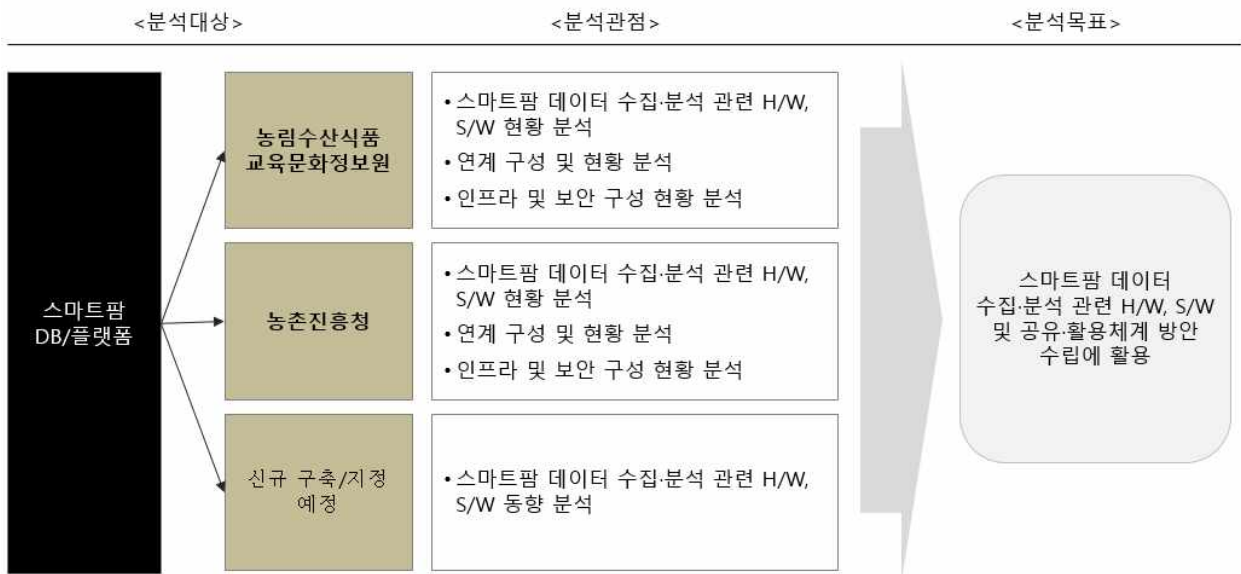 <분석대상>
<분석관점>
<분석목표>
스마트팜
DB/플랫폼
농림수산식품
교육문화정보원
• 스마트팜 데이터 수집·분석 관련 H/W,
S/W 현황 분석
• 연계 구성 및 현황 분석
• 인프라 및 보안 구성 현황 분석
농촌진흥청
• 스마트팜 데이터 수집·분석 관련 H/W,
S/W 현황 분석
• 연계 구성 및 현황 분석
• 인프라 및 보안 구성 현황 분석
신규 구축/지정
예정
• 스마트팜 데이터 수집·분석 관련 H/W,
S/W 동향 분석
스마트팜 데이터
수집·분석 관련 H/W, S/W
및 공유·활용체계 방안
수립에 활용